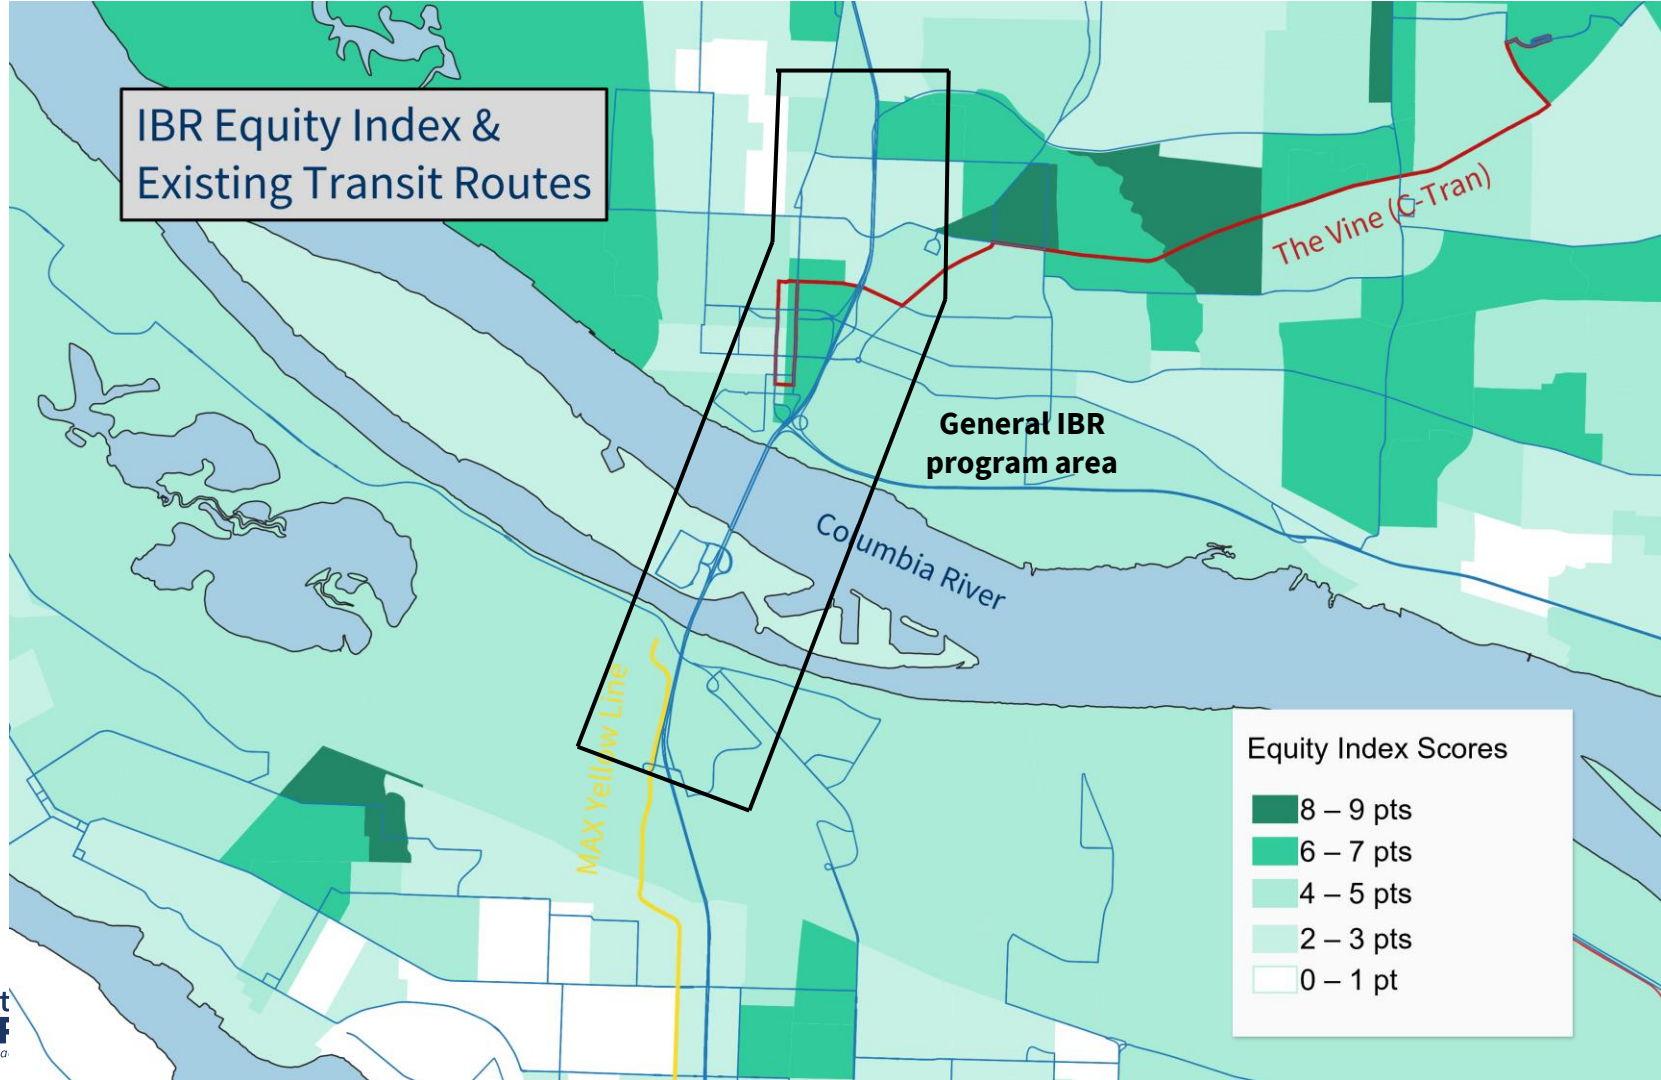 IBR Equity Index &
Existing Transit Routes
The Vine (C-Tran)
General IBR
program area
Columbia River
MAX Yellow Line
Equity Index Scores
8 – 9 pts
6 – 7 pts
4 – 5 pts
2 – 3 pts
0 – 1 pt